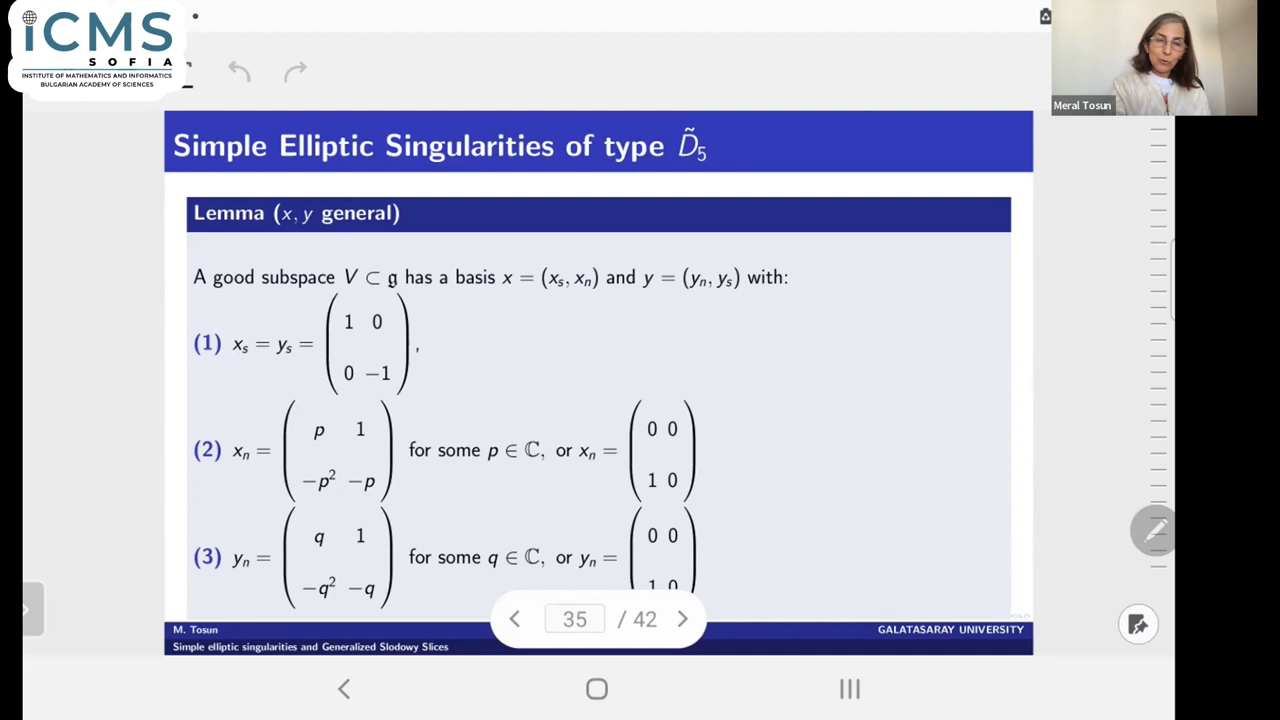 iCMS
SOFIA
INSTITUTE OF MATHEMATICS AND INFORMATICS
BULGARIAN ACADEMY OF SCIENCES
Meral Tosun
Simple Elliptic Singularities of type D̃₅
Lemma (x, y general)
A good subspace V ⊂ 𝔤 has a basis x = (xₛ, xₙ) and y = (yₙ, yₛ) with:
(1) xₛ = yₛ = ( 1 0 0 −1 ) ,
(2) xₙ = ( p 1 −p² −p ) for some p ∈ ℂ, or xₙ = ( 0 0 1 0 )
(3) yₙ = ( q 1 −q² −q ) for some q ∈ ℂ, or yₙ = ( 0 0 1 0 )
35 / 42
M. Tosun GALATASARAY UNIVERSITY
Simple elliptic singularities and Generalized Slodowy Slices